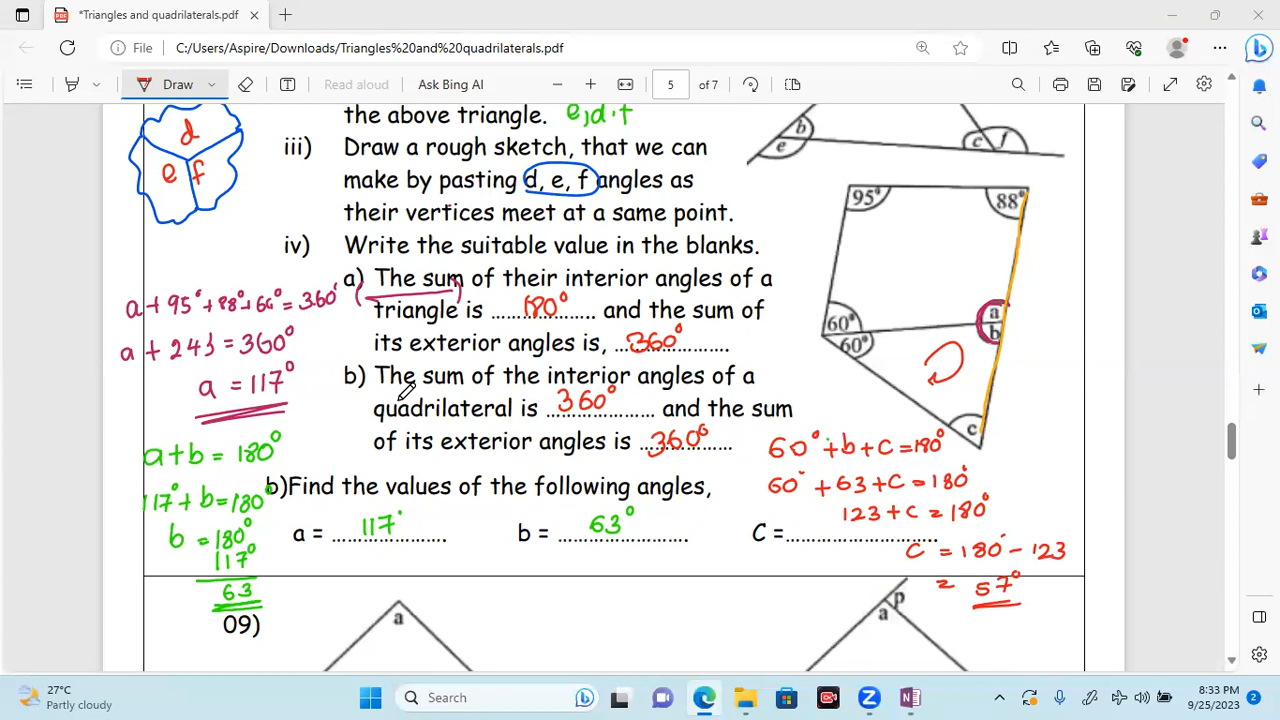 *Triangles and quadrilaterals.pdf
File
C:/Users/Aspire/Downloads/Triangles%20and%20quadrilaterals.pdf
Draw
Read aloud
Ask Bing AI
5 of 7
the above triangle. e, d, f
iii) Draw a rough sketch, that we can
make by pasting d, e, f angles as
their vertices meet at a same point.
iv) Write the suitable value in the blanks.
a) The sum of their interior angles of a
triangle is ...180°... and the sum of
its exterior angles is, ...360°...
b) The sum of the interior angles of a
quadrilateral is ...360°... and the sum
of its exterior angles is ...360°...
b)Find the values of the following angles,
a = ...117°... b = ...63°... C=..........................
09)
d
e f
a + 95° + 88° + 60° = 360°
a + 243 = 360°
a = 117°
a + b = 180°
117° + b = 180°
b = 180°
117°
63
b
e
c f
95° 88°
60° a
60° b
c
60° + b + c = 180°
60° + 63 + c = 180°
123 + c = 180°
c = 180° - 123
= 57°
a
p
a
27°C
Partly cloudy
Search
8:33 PM
9/25/2023
2